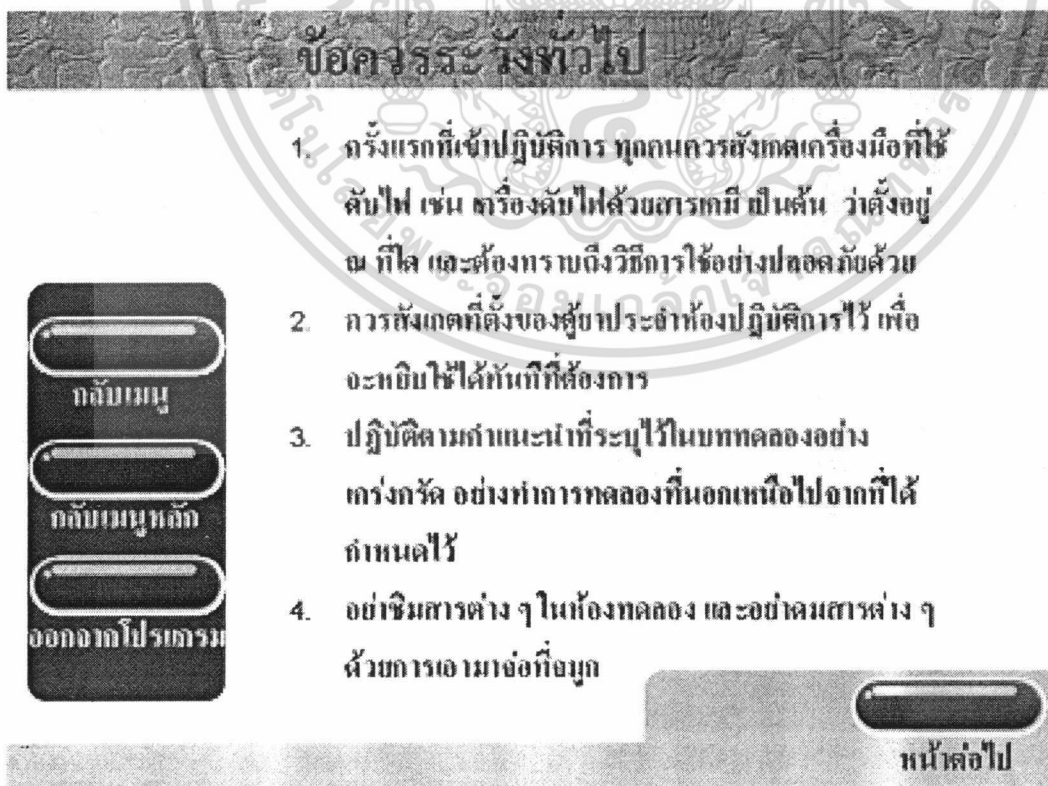 ข้อควรระวังทั่วไป
1. ครั้งแรกที่เข้าปฏิบัติการ ทุกคนควรสังเกตเครื่องมือที่ใช้
ดับไฟ เช่น เครื่องดับไฟด้วยสารเคมี เป็นต้น ว่าตั้งอยู่
ณ ที่ใด และต้องทราบถึงวิธีการใช้อย่างปลอดภัยด้วย
2. ควรสังเกตที่ตั้งของตู้ยาประจำห้องปฏิบัติการไว้ เพื่อ
จะหยิบใช้ได้ทันทีที่ต้องการ
3. ปฏิบัติตามคำแนะนำที่ระบุไว้ในบททดลองอย่าง
เคร่งครัด อย่างทำการทดลองที่นอกเหนือไปจากที่ได้
กำหนดไว้
4. อย่าชิมสารต่าง ๆ ในห้องทดลอง และอย่าดมสารต่าง ๆ
ด้วยการเอามาจ่อที่จมูก
กลับเมนู
กลับเมนูหลัก
ออกจากโปรแกรม
หน้าต่อไป